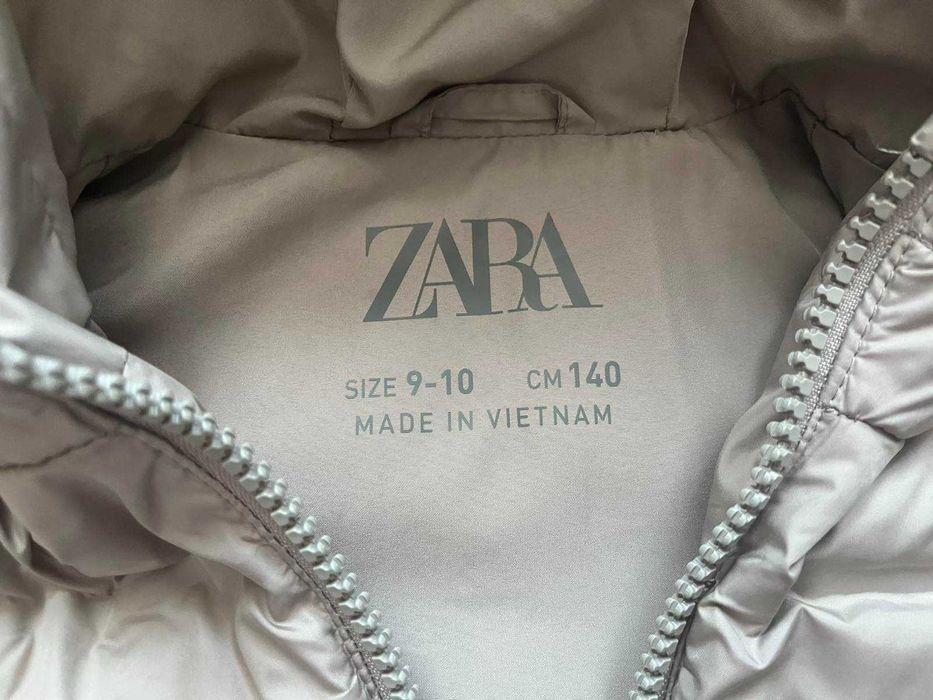 ZARA
SIZE 9-10 CM 140
MADE IN VIETNAM